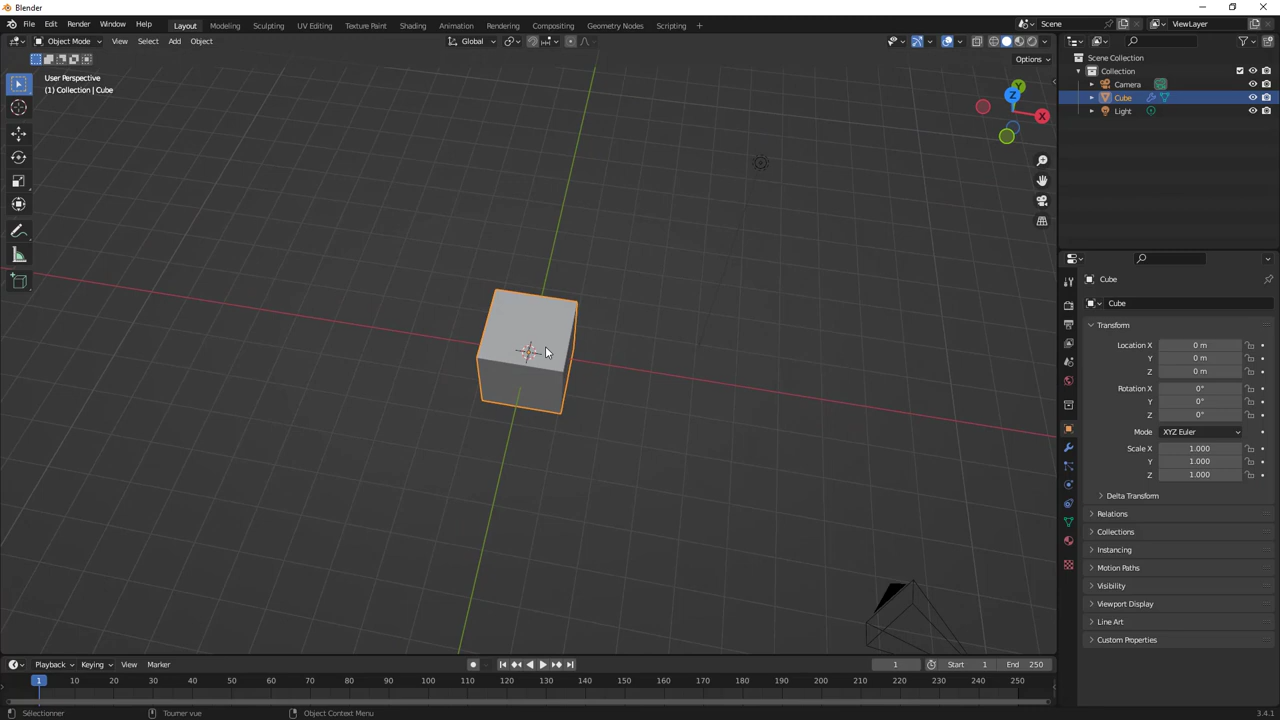 Blender
File Edit Render Window Help Layout Modeling Sculpting UV Editing Texture Paint Shading Animation Rendering Compositing Geometry Nodes Scripting + Scene ViewLayer
Object Mode View Select Add Object Global
Options
User Perspective
(1) Collection | Cube
Z
Y
X
Scene Collection
Collection
Camera
Cube
Light
Cube
Cube
Transform
Location X 0 m
Y 0 m
Z 0 m
Rotation X 0°
Y 0°
Z 0°
Mode XYZ Euler
Scale X 1.000
Y 1.000
Z 1.000
Delta Transform
Relations
Collections
Instancing
Motion Paths
Visibility
Viewport Display
Line Art
Custom Properties
Playback Keying View Marker 1 Start 1 End 250
1 10 20 30 40 50 60 70 80 90 100 110 120 130 140 150 160 170 180 190 200 210 220 230 240 250
Sélectionner Tourner vue Object Context Menu 3.4.1